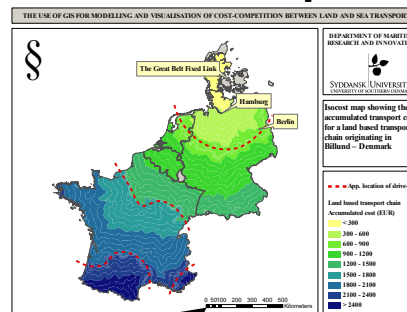 THE USE OF GIS FOR MODELLING AND VISUALISATION OF COST-COMPETITION BETWEEN LAND AND SEA TRANSPOR
§
The Great Belt Fixed Link
Hamburg
Berlin
DEPARTMENT OF MARITI
RESEARCH AND INNOVATI
SYDDANSK UNIVERSIT
UNIVERSITY OF SOUTHERN DENMA
Isocost map showing the
accumulated transport c
for a land based transpor
chain originating in
Billund – Denmark
App. location of drive-
Land based transport chain
Accumulated cost (EUR)
< 300
300 - 600
600 - 900
900 - 1200
1200 - 1500
1500 - 1800
1800 - 2100
2100 - 2400
> 2400
0 50 100 200 300 400 500
Kilometers